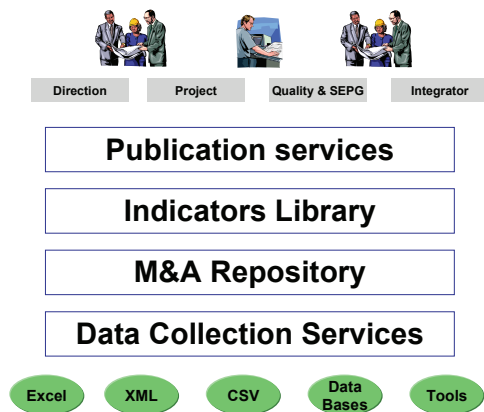 Direction Project Quality & SEPG Integrator
Publication services
Indicators Library
M&A Repository
Data Collection Services
Excel XML CSV Data Bases Tools